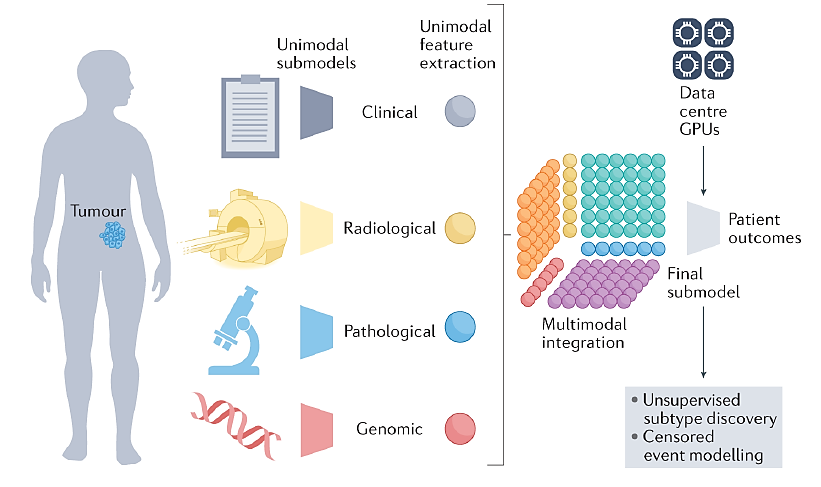 Unimodal
submodels
Unimodal
feature
extraction
Clinical
Tumour
Radiological
Pathological
Genomic
Multimodal
integration
Data
centre
GPUs
Patient
outcomes
Final
submodel
• Unsupervised
subtype discovery
• Censored
event modelling